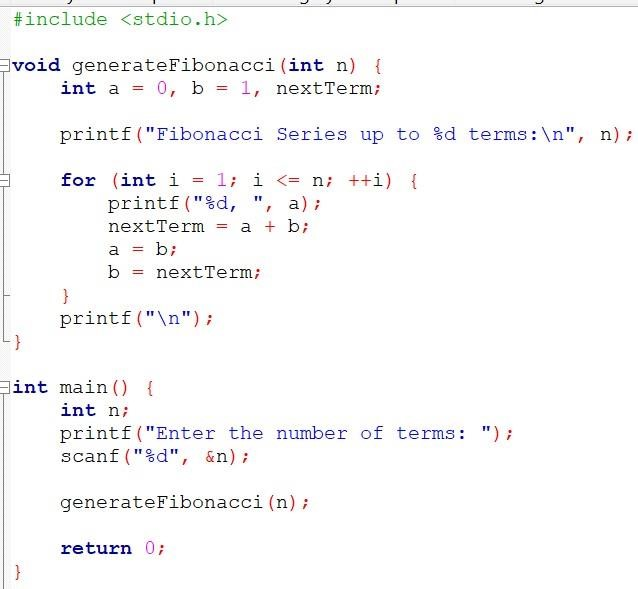 #include <stdio.h>

void generateFibonacci(int n) {
    int a = 0, b = 1, nextTerm;

    printf("Fibonacci Series up to %d terms:\n", n);

    for (int i = 1; i <= n; ++i) {
        printf("%d, ", a);
        nextTerm = a + b;
        a = b;
        b = nextTerm;
    }
    printf("\n");
}

int main() {
    int n;
    printf("Enter the number of terms: ");
    scanf("%d", &n);

    generateFibonacci(n);

    return 0;
}